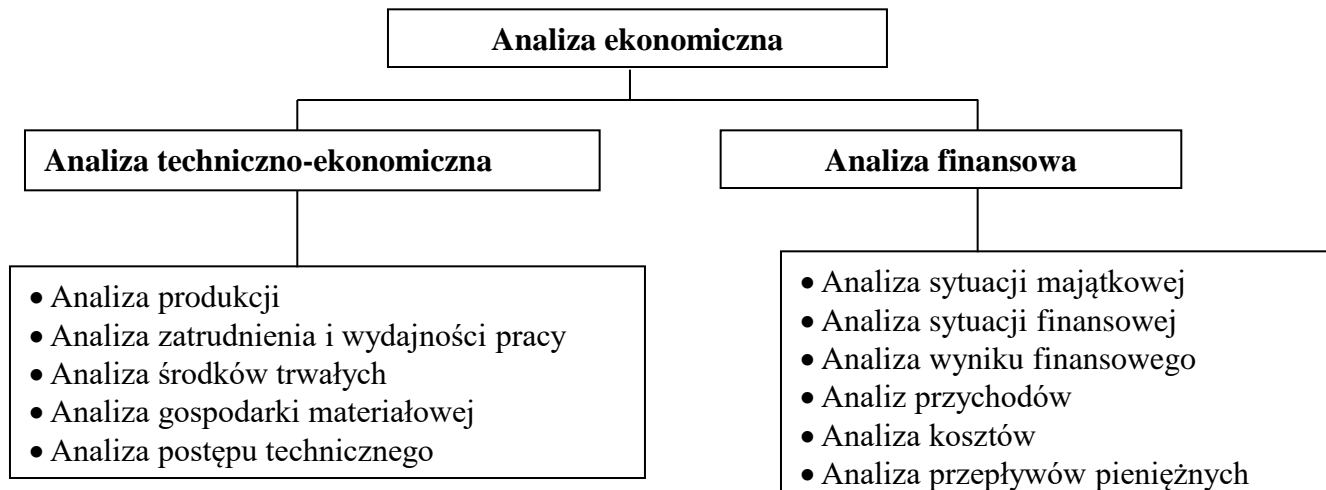 Analiza ekonomiczna
Analiza techniczno-ekonomiczna
Analiza finansowa
• Analiza produkcji
• Analiza zatrudnienia i wydajności pracy
• Analiza środków trwałych
• Analiza gospodarki materiałowej
• Analiza postępu technicznego
• Analiza sytuacji majątkowej
• Analiza sytuacji finansowej
• Analiza wyniku finansowego
• Analiz przychodów
• Analiza kosztów
• Analiza przepływów pieniężnych